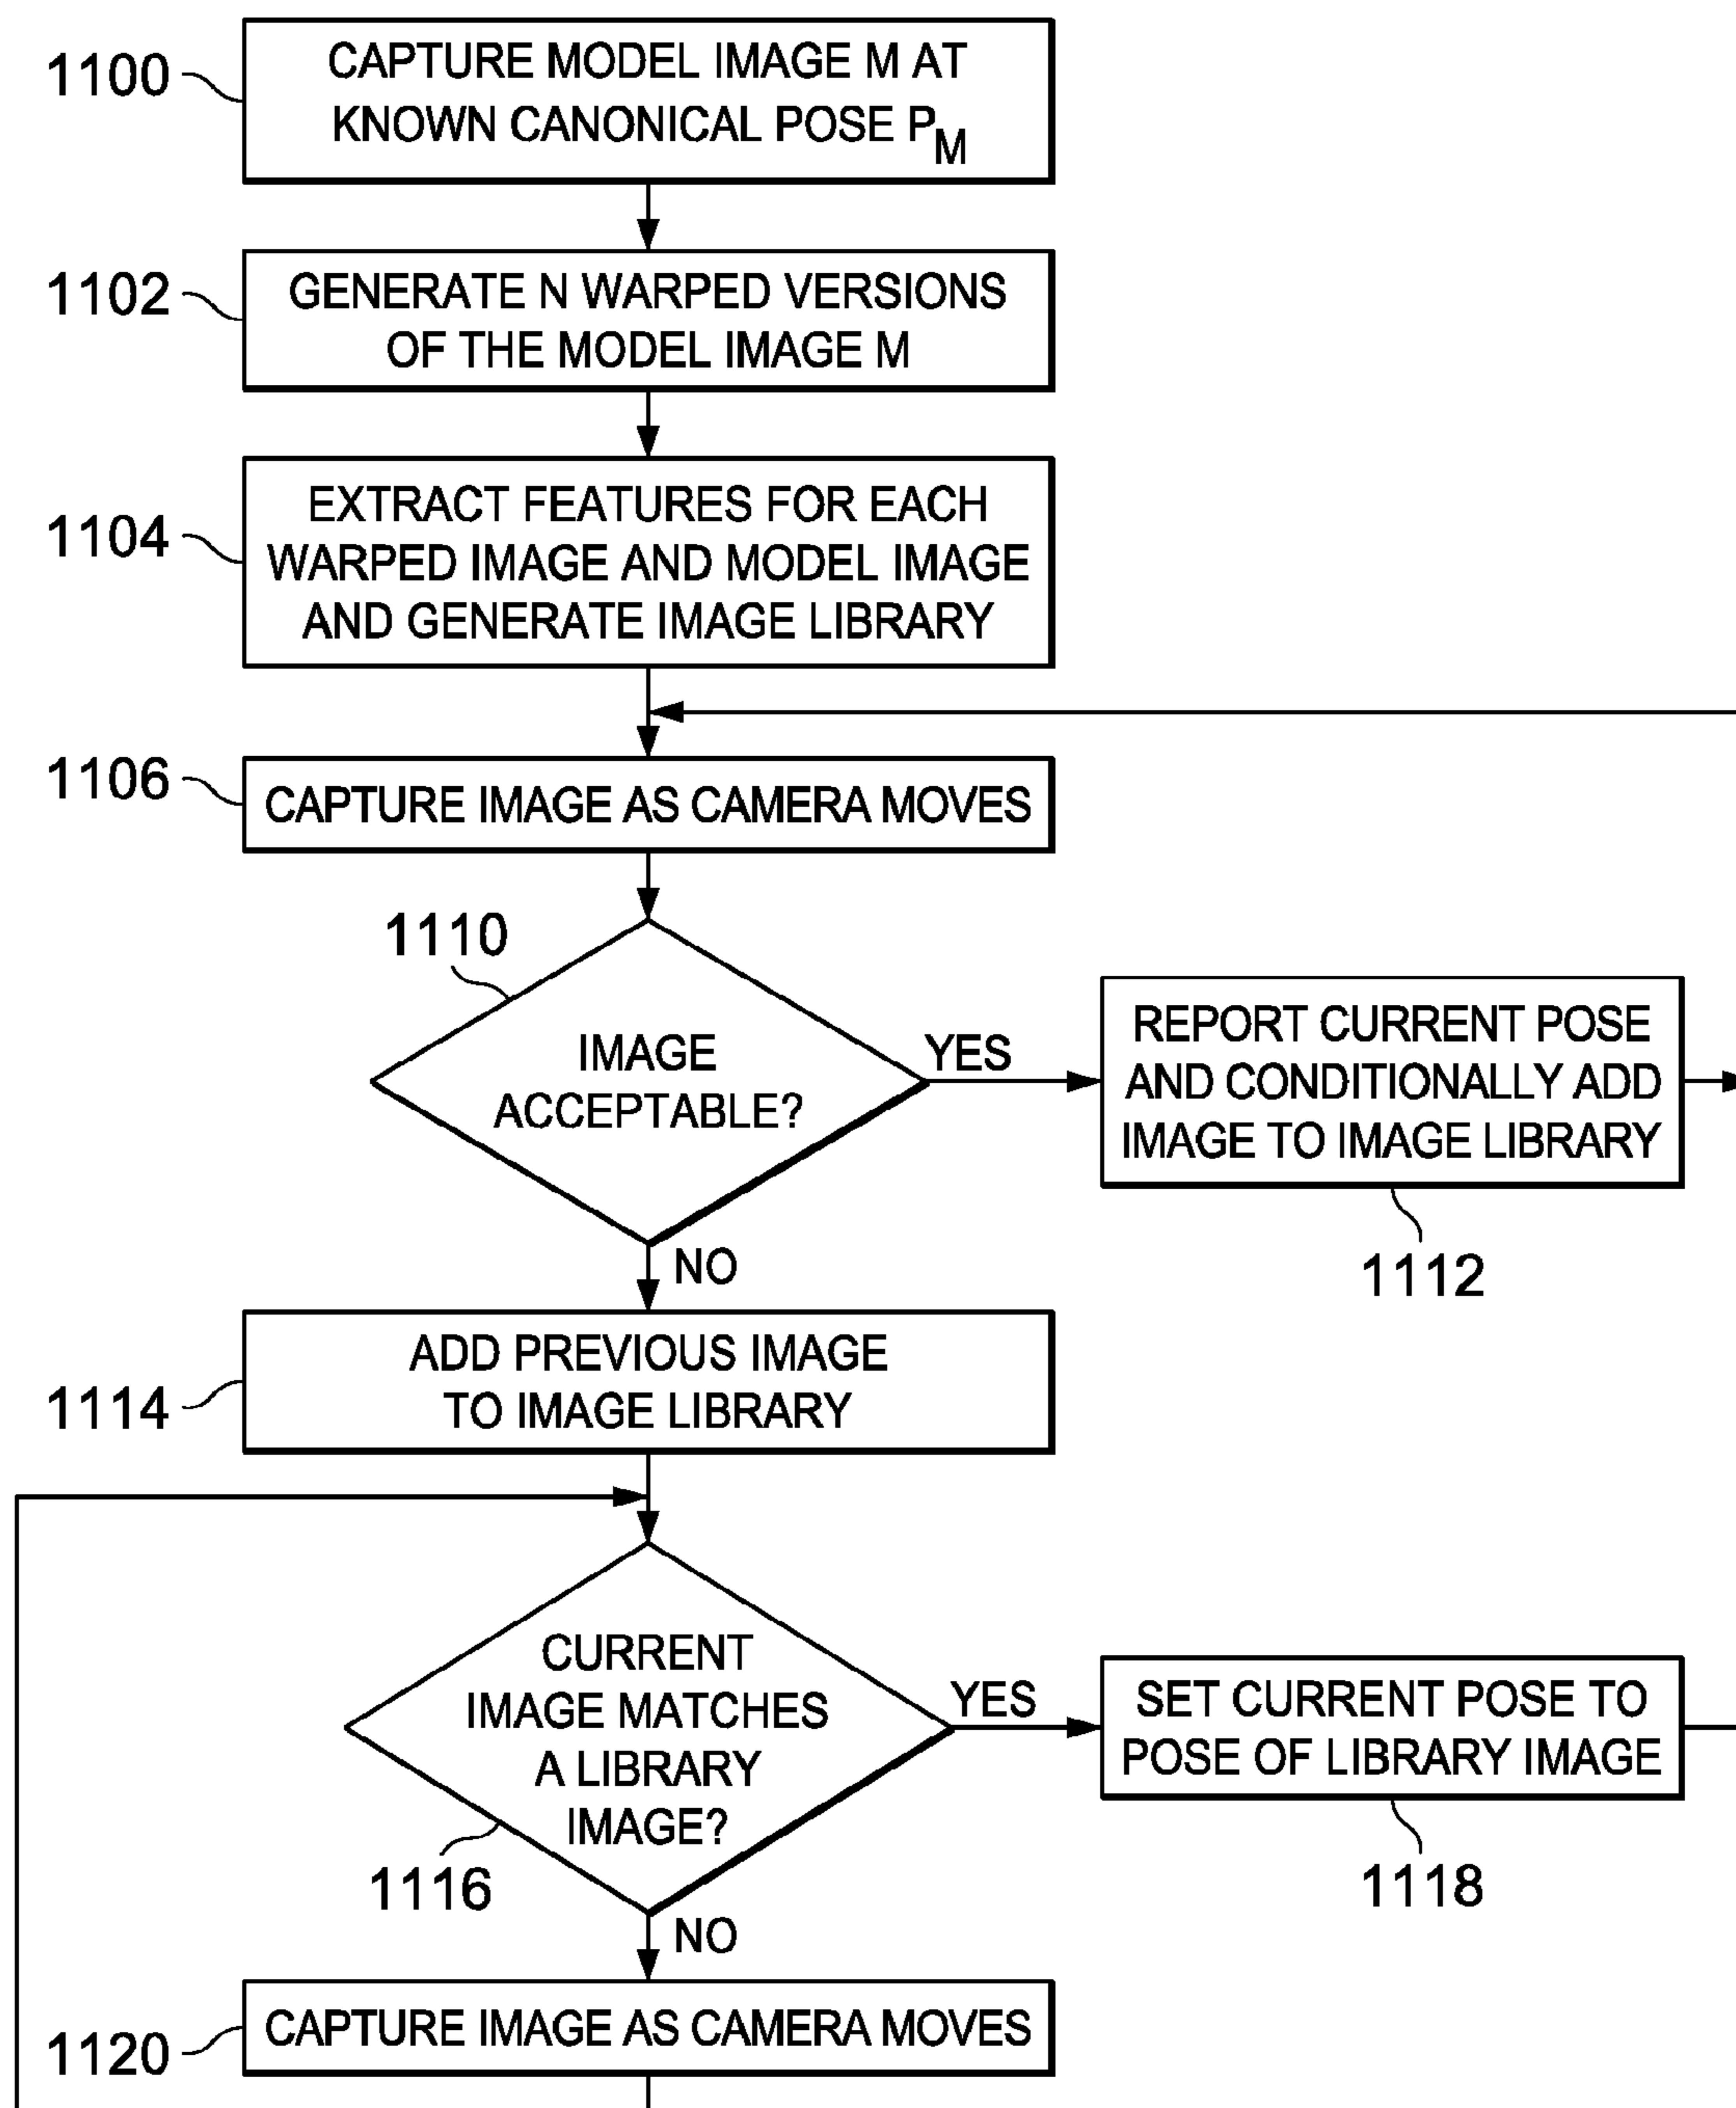 1100
CAPTURE MODEL IMAGE M AT
KNOWN CANONICAL POSE PM
1102
GENERATE N WARPED VERSIONS
OF THE MODEL IMAGE M
1104
EXTRACT FEATURES FOR EACH
WARPED IMAGE AND MODEL IMAGE
AND GENERATE IMAGE LIBRARY
1106
CAPTURE IMAGE AS CAMERA MOVES
1110
IMAGE
ACCEPTABLE?
YES
REPORT CURRENT POSE
AND CONDITIONALLY ADD
IMAGE TO IMAGE LIBRARY
1112
NO
1114
ADD PREVIOUS IMAGE
TO IMAGE LIBRARY
CURRENT
IMAGE MATCHES
A LIBRARY
IMAGE?
1116
YES
SET CURRENT POSE TO
POSE OF LIBRARY IMAGE
1118
NO
1120
CAPTURE IMAGE AS CAMERA MOVES